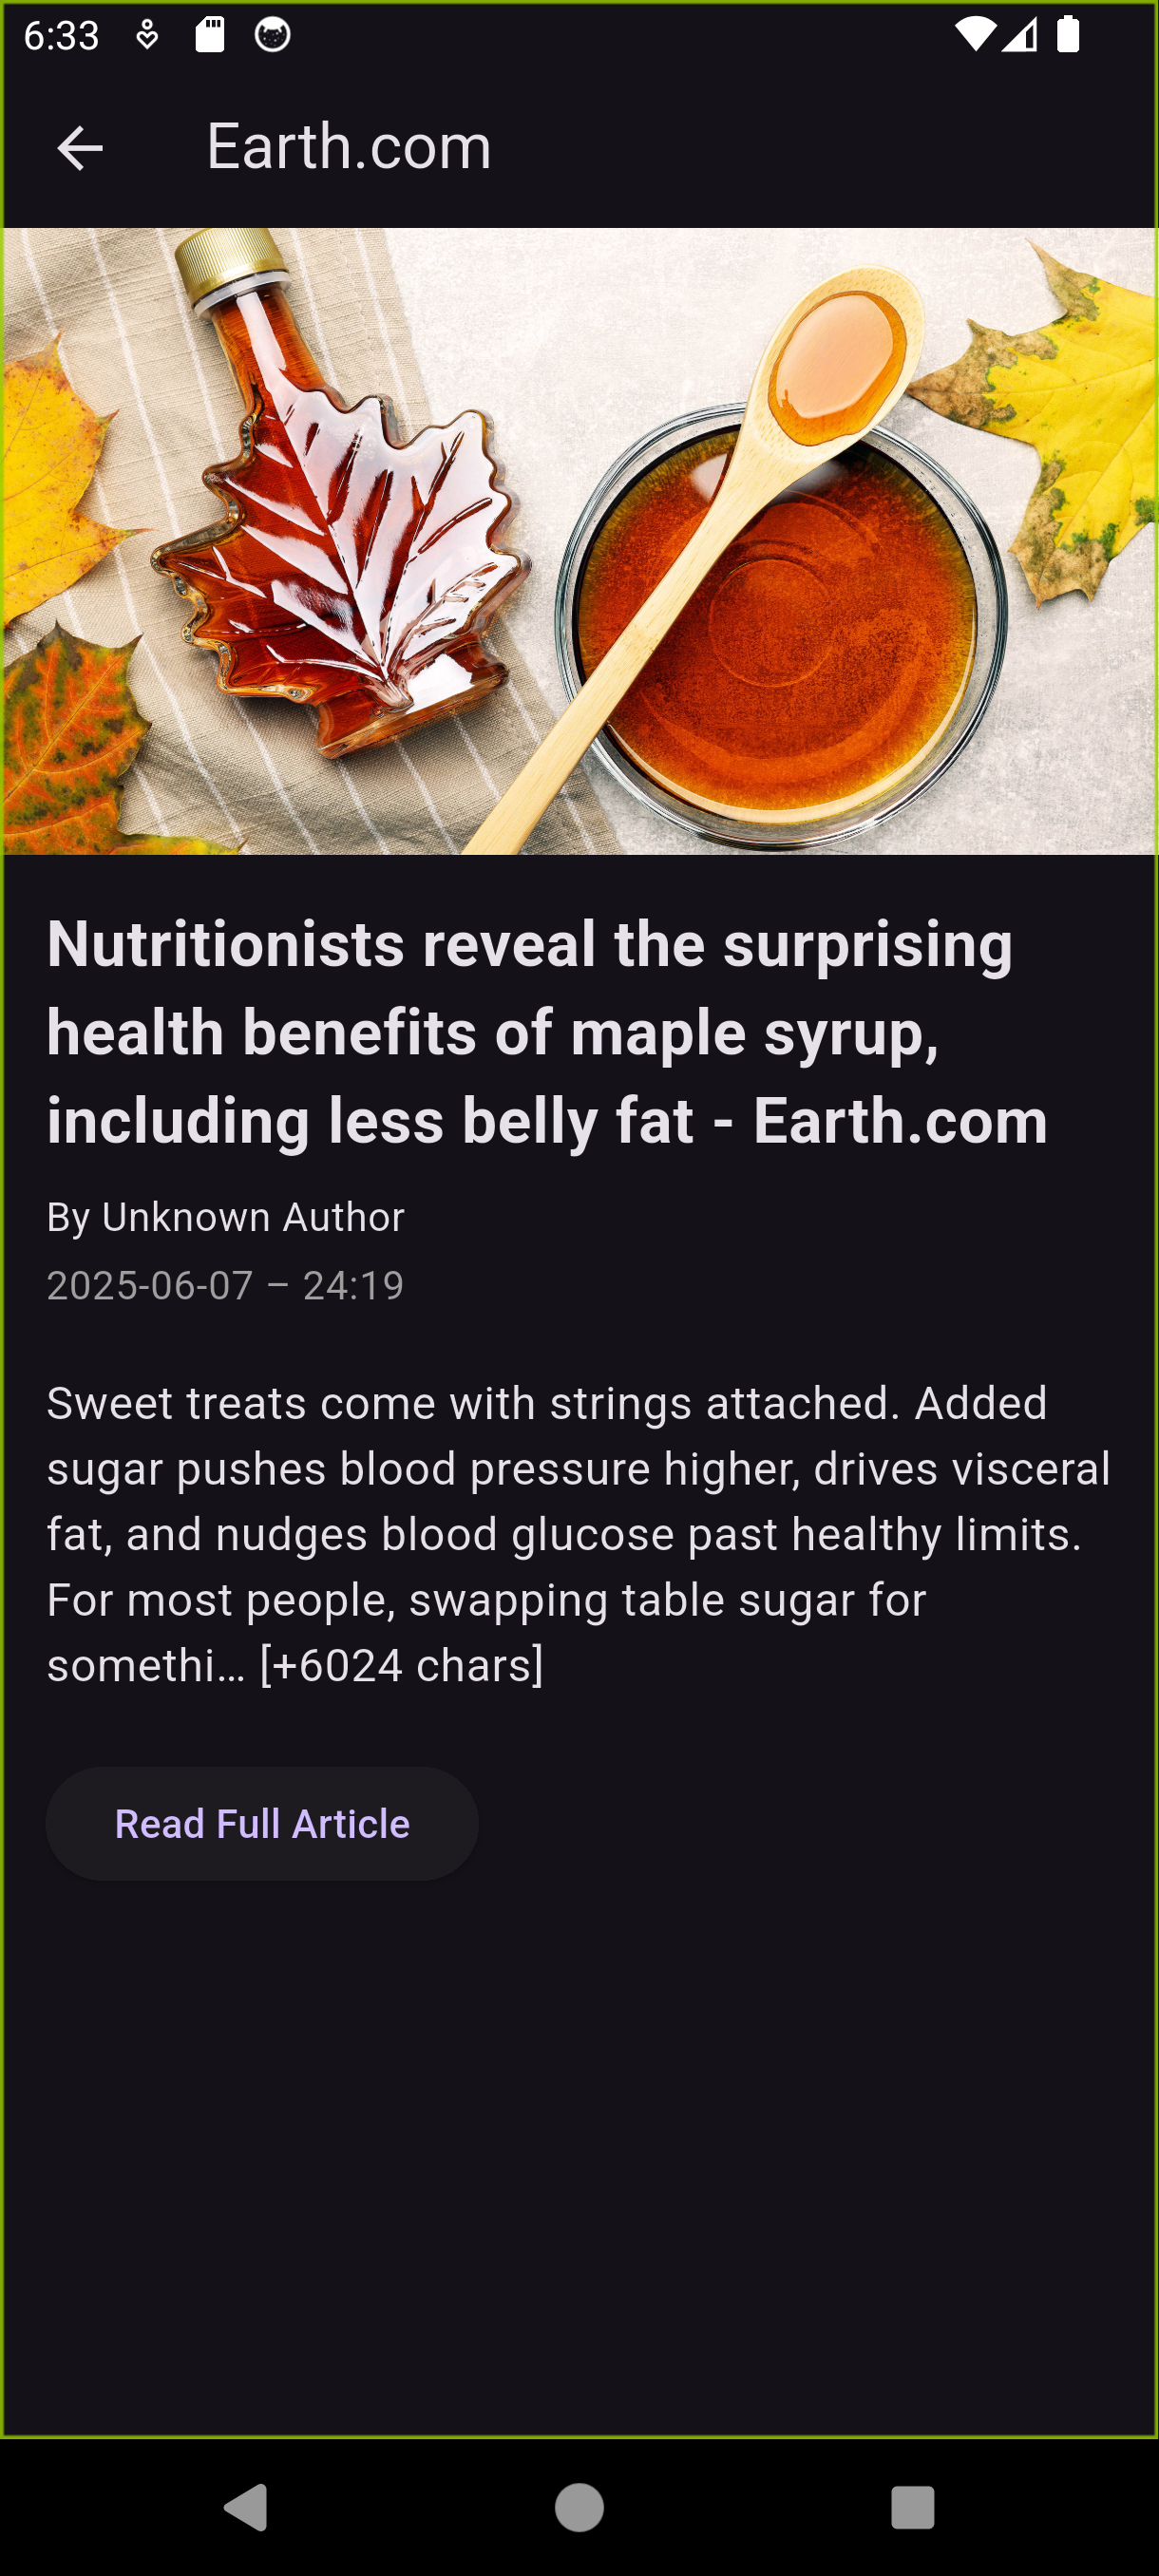 6:33
Earth.com
Nutritionists reveal the surprising
health benefits of maple syrup,
including less belly fat - Earth.com
By Unknown Author
2025-06-07 – 24:19
Sweet treats come with strings attached. Added
sugar pushes blood pressure higher, drives visceral
fat, and nudges blood glucose past healthy limits.
For most people, swapping table sugar for
somethi… [+6024 chars]
Read Full Article